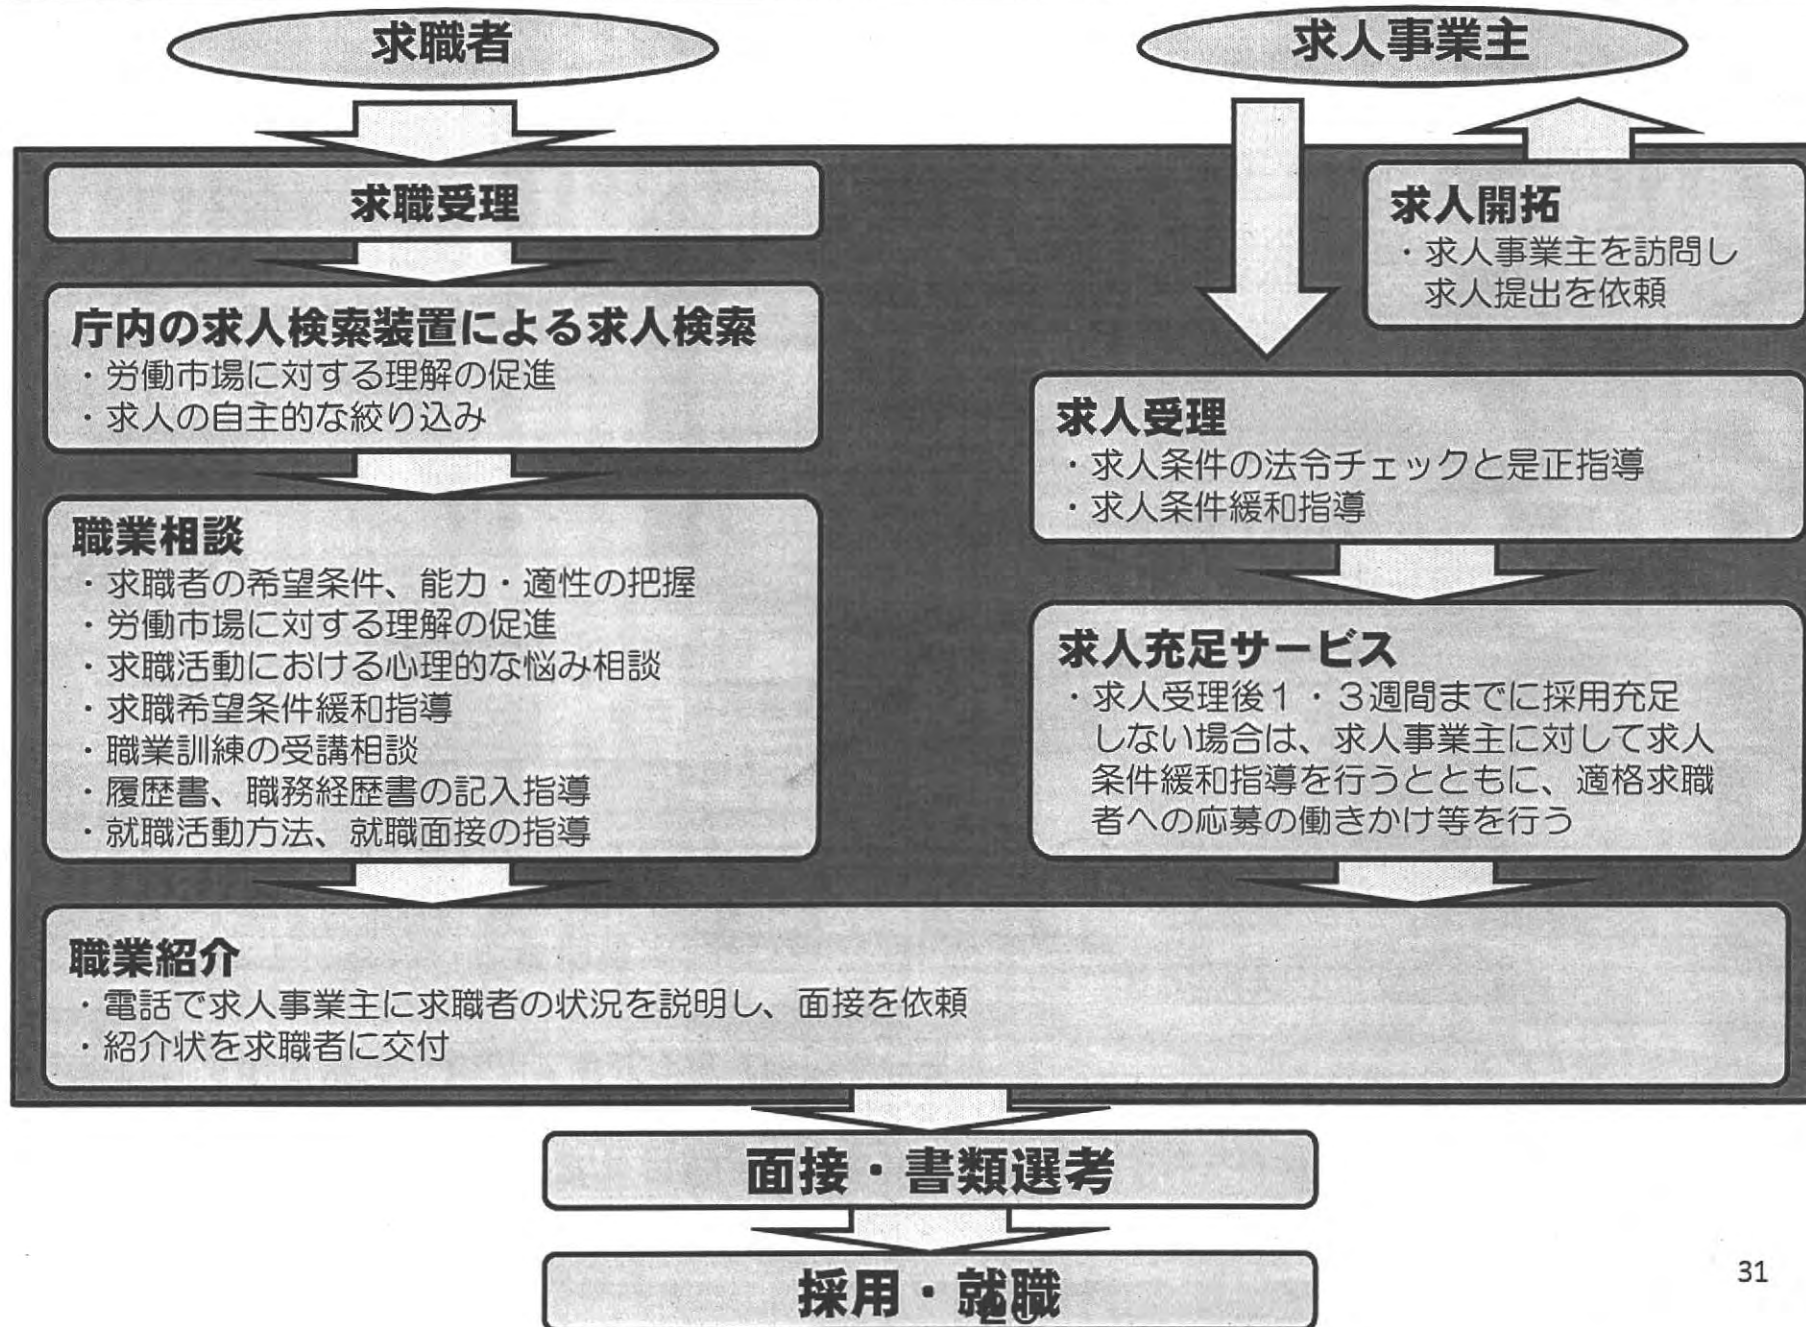 求職者
求職受理
庁内の求人検索装置による求人検索
・労働市場に対する理解の促進
・求人の自主的な絞り込み
職業相談
・求職者の希望条件、能力・適性の把握
・労働市場に対する理解の促進
・求職活動における心理的な悩み相談
・求職希望条件緩和指導
・職業訓練の受講相談
・履歴書、職務経歴書の記入指導
・就職活動方法、就職面接の指導
求人事業主
求人開拓
・求人事業主を訪問し
求人提出を依頼
求人受理
・求人条件の法令チェックと是正指導
・求人条件緩和指導
求人充足サービス
・求人受理後1・3週間までに採用充足
しない場合は、求人事業主に対して求人
条件緩和指導を行うとともに、適格求職
者への応募の働きかけ等を行う
職業紹介
・電話で求人事業主に求職者の状況を説明し、面接を依頼
・紹介状を求職者に交付
面接・書類選考
採用・就職
31